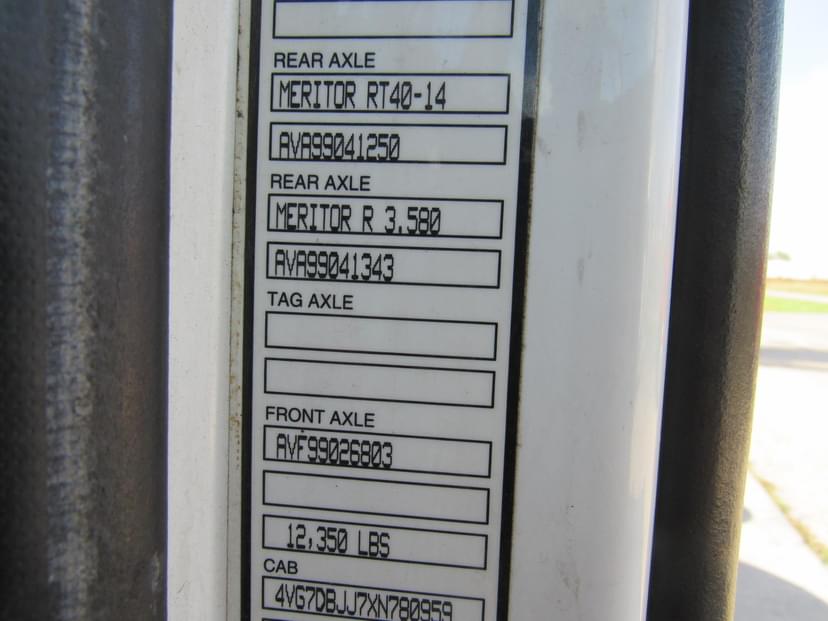 REAR AXLE
MERITOR RT40-14
AVA99041250
REAR AXLE
MERITOR R 3.580
AVA99041343
TAG AXLE
FRONT AXLE
AVF99026803
12,350 LBS
CAB
4VG7DBJJ7XN780959